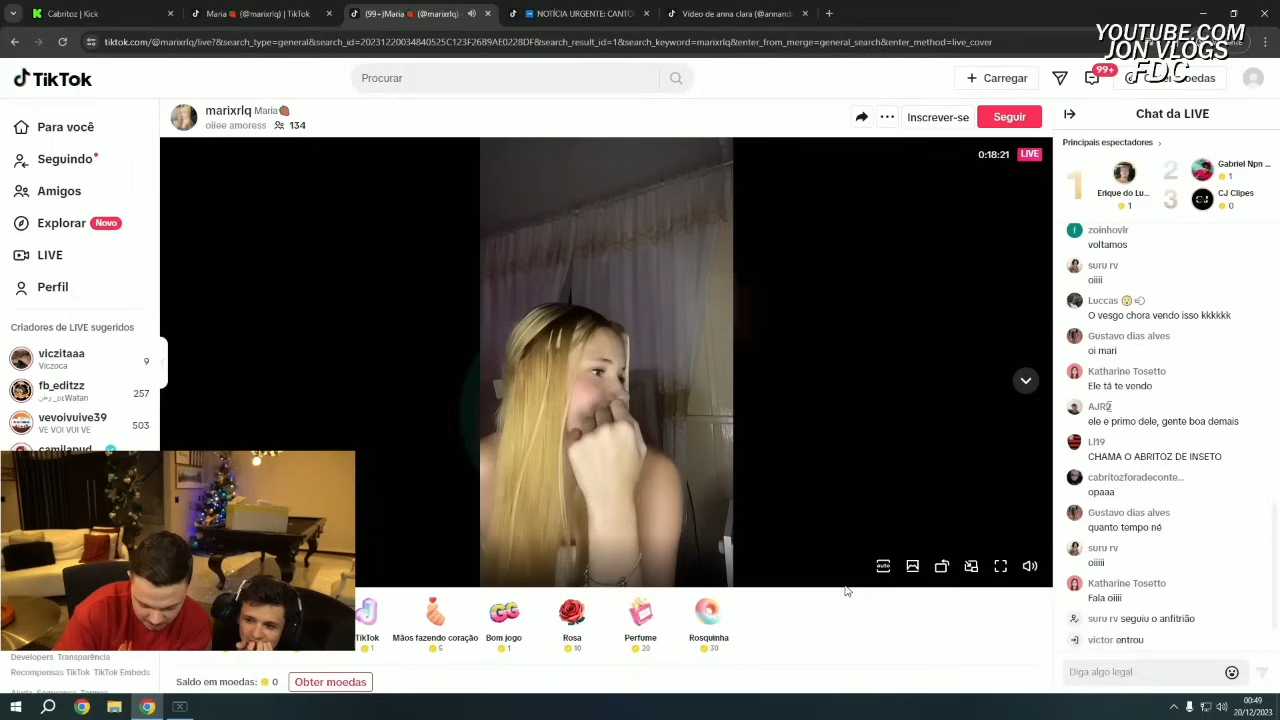 Cabritoz | Kick
Maria (@marixrlq) | TikTok
(99+)Maria (@marixrlq)
NOTÍCIA URGENTE: CANTO
Vídeo de anna clara (@annand
tiktok.com/@marixrlq/live?search_type=general&search_id=20231220034840525C123F2689AE0228DF&search_result_id=1&search_keyword=marixrlq&enter_from_merge=general_search&enter_method=live_cover
YOUTUBE.COM
JON VLOGS
FDC
TikTok
Procurar
Carregar
99+
moedas
Para você
Seguindo
Amigos
Explorar Novo
LIVE
Perfil
Criadores de LIVE sugeridos
viczitaaa
Viczoca
9
fb_editzz
257
vevoivuive39
VE VOI VUI VE
503
marixrlq Maria
oiiee amoress 134
Inscrever-se
Seguir
0:18:21 LIVE
auto
TikTok
1
Mãos fazendo coração
5
Bom jogo
1
Rosa
10
Perfume
20
Rosquinha
30
Developers Transparência
Recompensas TikTok TikTok Embeds
Ajuda Segurança Termos
Saldo em moedas: 0
Obter moedas
Chat da LIVE
Principais espectadores
1
Erique do Lu...
1
2
Gabriel Npn ...
1
3
CJ
CJ Clipes
0
zoinhovlr
voltamos
suru rv
oiiii
Luccas
O vesgo chora vendo isso kkkkkk
Gustavo dias alves
oi mari
Katharine Tosetto
Ele tá te vendo
ele e primo dele, gente boa demais
CHAMA O ABRITOZ DE INSETO
cabritozforadeconte...
opaaa
Gustavo dias alves
quanto tempo né
suru rv
oiiiii
Katharine Tosetto
Fala oiiii
suru rv seguiu o anfitrião
victor entrou
Diga algo legal
00:49
20/12/2023